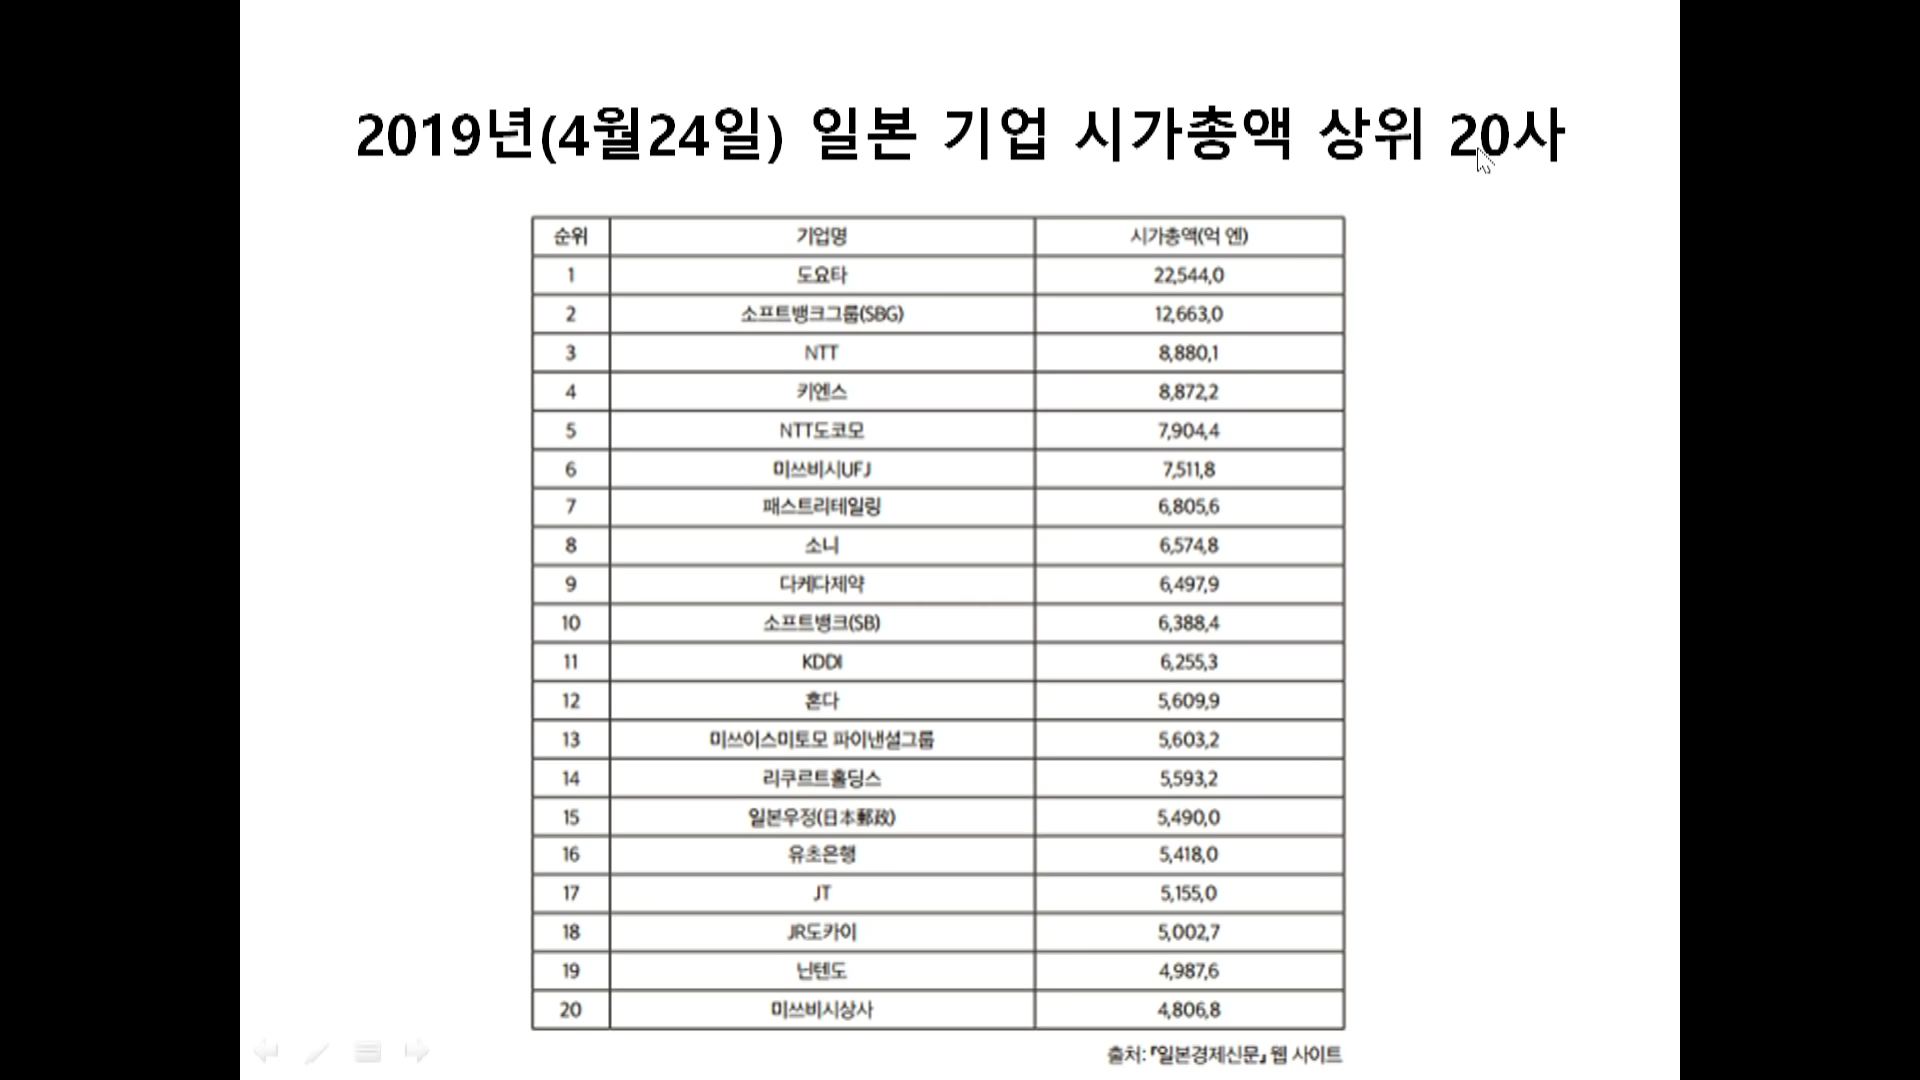 2019년(4월24일) 일본 기업 시가총액 상위 20사
순위 기업명 시가총액(억 엔)
1 도요타 22,544,0
2 소프트뱅크그룹(SBG) 12,663,0
3 NTT 8,880,1
4 키엔스 8,872,2
5 NTT도코모 7,904,4
6 미쓰비시UFJ 7,511,8
7 패스트리테일링 6,805,6
8 소니 6,574,8
9 다케다제약 6,497,9
10 소프트뱅크(SB) 6,388,4
11 KDDI 6,255,3
12 혼다 5,609,9
13 미쓰이스미토모 파이낸셜그룹 5,603,2
14 리쿠르트홀딩스 5,593,2
15 일본우정(日本郵政) 5,490,0
16 유초은행 5,418,0
17 JT 5,155,0
18 JR도카이 5,002,7
19 닌텐도 4,987,6
20 미쓰비시상사 4,806,8
출처: 『일본경제신문』 웹 사이트